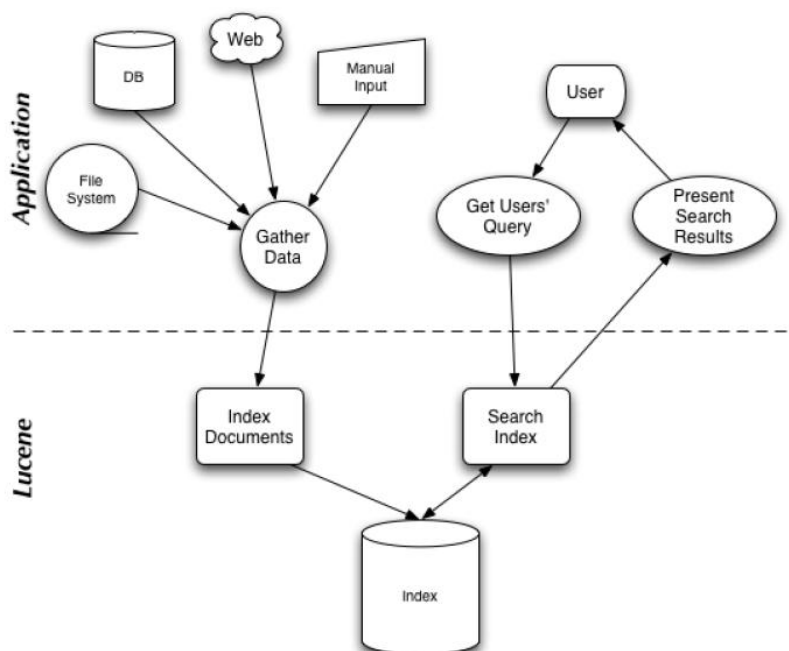 Application
DB
Web
Manual
Input
User
File
System
Gather
Data
Get Users'
Query
Present
Search
Results
Lucene
Index
Documents
Search
Index
Index